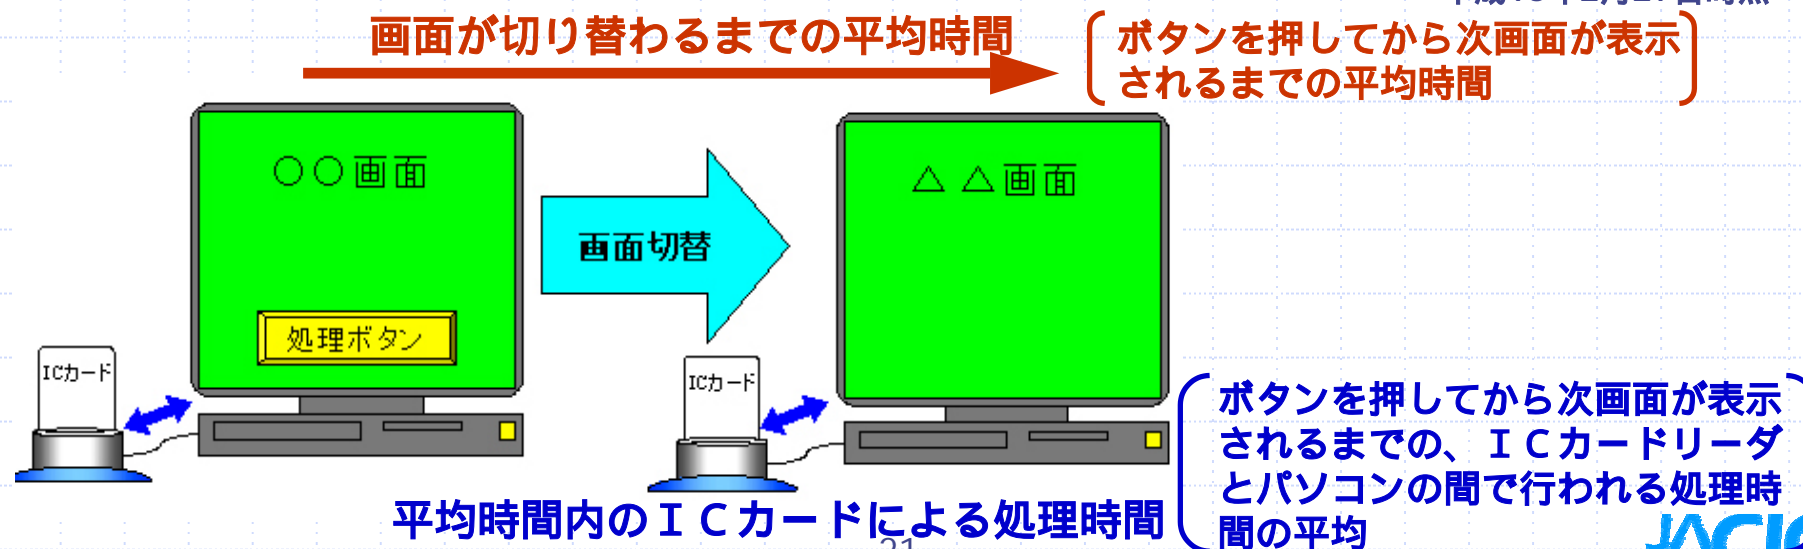 画面が切り替わるまでの平均時間
ボタンを押してから次画面が表示
されるまでの平均時間
○○画面
△△画面
画面切替
処理ボタン
ICカード
ICカード
ボタンを押してから次画面が表示
されるまでの、ＩＣカードリーダ
とパソコンの間で行われる処理時
間の平均
平均時間内のＩＣカードによる処理時間
21